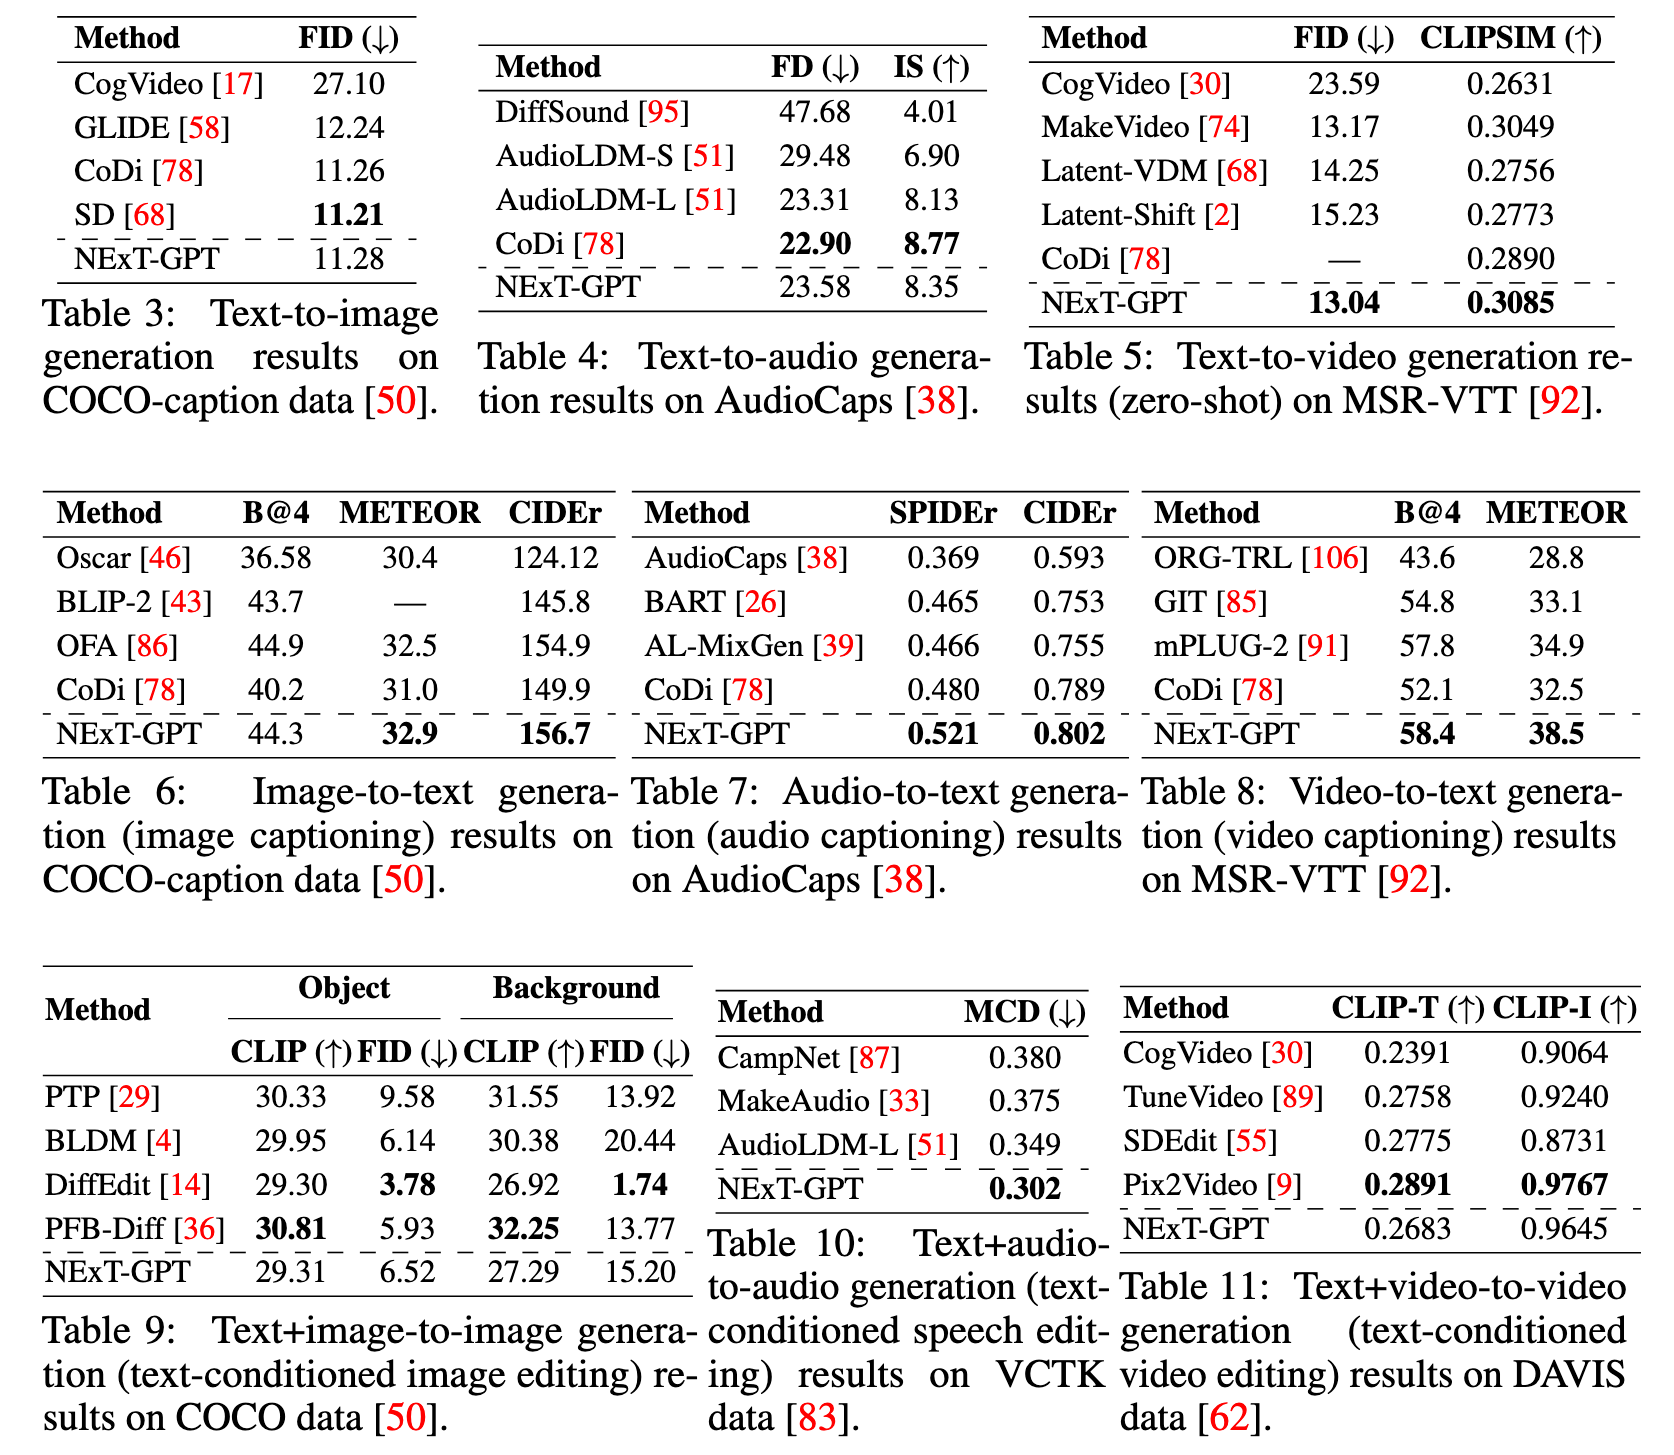 Method FID (↓)
CogVideo [17] 27.10
GLIDE [58] 12.24
CoDi [78] 11.26
SD [68] 11.21
NExT-GPT 11.28
Table 3: Text-to-image
generation results on
COCO-caption data [50].
Method FD (↓) IS (↑)
DiffSound [95] 47.68 4.01
AudioLDM-S [51] 29.48 6.90
AudioLDM-L [51] 23.31 8.13
CoDi [78] 22.90 8.77
NExT-GPT 23.58 8.35
Table 4: Text-to-audio genera-
tion results on AudioCaps [38].
Method FID (↓) CLIPSIM (↑)
CogVideo [30] 23.59 0.2631
MakeVideo [74] 13.17 0.3049
Latent-VDM [68] 14.25 0.2756
Latent-Shift [2] 15.23 0.2773
CoDi [78] — 0.2890
NExT-GPT 13.04 0.3085
Table 5: Text-to-video generation re-
sults (zero-shot) on MSR-VTT [92].
Method B@4 METEOR CIDEr
Oscar [46] 36.58 30.4 124.12
BLIP-2 [43] 43.7 — 145.8
OFA [86] 44.9 32.5 154.9
CoDi [78] 40.2 31.0 149.9
NExT-GPT 44.3 32.9 156.7
Table 6: Image-to-text genera-
tion (image captioning) results on
COCO-caption data [50].
Method SPIDEr CIDEr
AudioCaps [38] 0.369 0.593
BART [26] 0.465 0.753
AL-MixGen [39] 0.466 0.755
CoDi [78] 0.480 0.789
NExT-GPT 0.521 0.802
Table 7: Audio-to-text genera-
tion (audio captioning) results
on AudioCaps [38].
Method B@4 METEOR
ORG-TRL [106] 43.6 28.8
GIT [85] 54.8 33.1
mPLUG-2 [91] 57.8 34.9
CoDi [78] 52.1 32.5
NExT-GPT 58.4 38.5
Table 8: Video-to-text genera-
tion (video captioning) results
on MSR-VTT [92].
Method Object Background
CLIP (↑) FID (↓) CLIP (↑) FID (↓)
PTP [29] 30.33 9.58 31.55 13.92
BLDM [4] 29.95 6.14 30.38 20.44
DiffEdit [14] 29.30 3.78 26.92 1.74
PFB-Diff [36] 30.81 5.93 32.25 13.77
NExT-GPT 29.31 6.52 27.29 15.20
Table 9: Text+image-to-image genera-
tion (text-conditioned image editing) re-
sults on COCO data [50].
Method MCD (↓)
CampNet [87] 0.380
MakeAudio [33] 0.375
AudioLDM-L [51] 0.349
NExT-GPT 0.302
Table 10: Text+audio-
to-audio generation (text-
conditioned speech edit-
ing) results on VCTK
data [83].
Method CLIP-T (↑) CLIP-I (↑)
CogVideo [30] 0.2391 0.9064
TuneVideo [89] 0.2758 0.9240
SDEdit [55] 0.2775 0.8731
Pix2Video [9] 0.2891 0.9767
NExT-GPT 0.2683 0.9645
Table 11: Text+video-to-video
generation (text-conditioned
video editing) results on DAVIS
data [62].